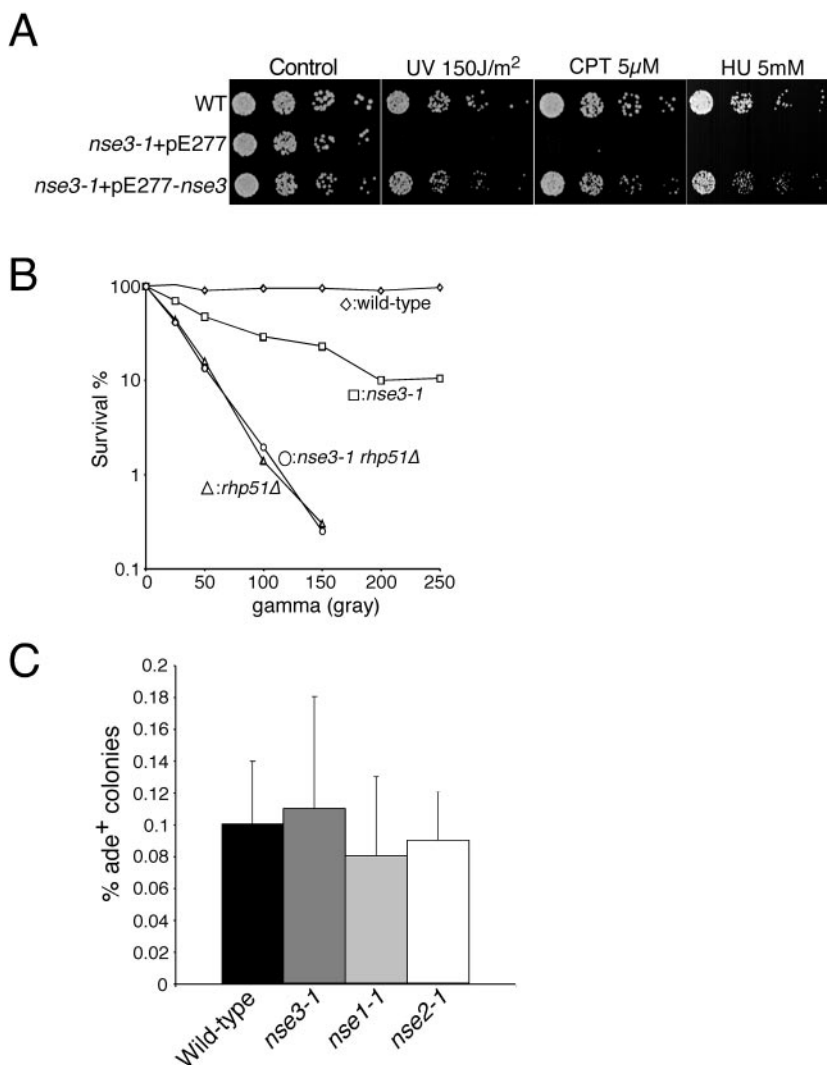 A
Control UV 150J/m² CPT 5µM HU 5mM
WT
nse3-1+pE277
nse3-1+pE277-nse3
B
100
10
1
0.1
Survival %
◇:wild-type
□:nse3-1
○:nse3-1 rhp51Δ
△:rhp51Δ
0 50 100 150 200 250
gamma (gray)
C
0.2
0.18
0.16
0.14
0.12
0.1
0.08
0.06
0.04
0.02
0
% ade⁺ colonies
Wild-type nse3-1 nse1-1 nse2-1